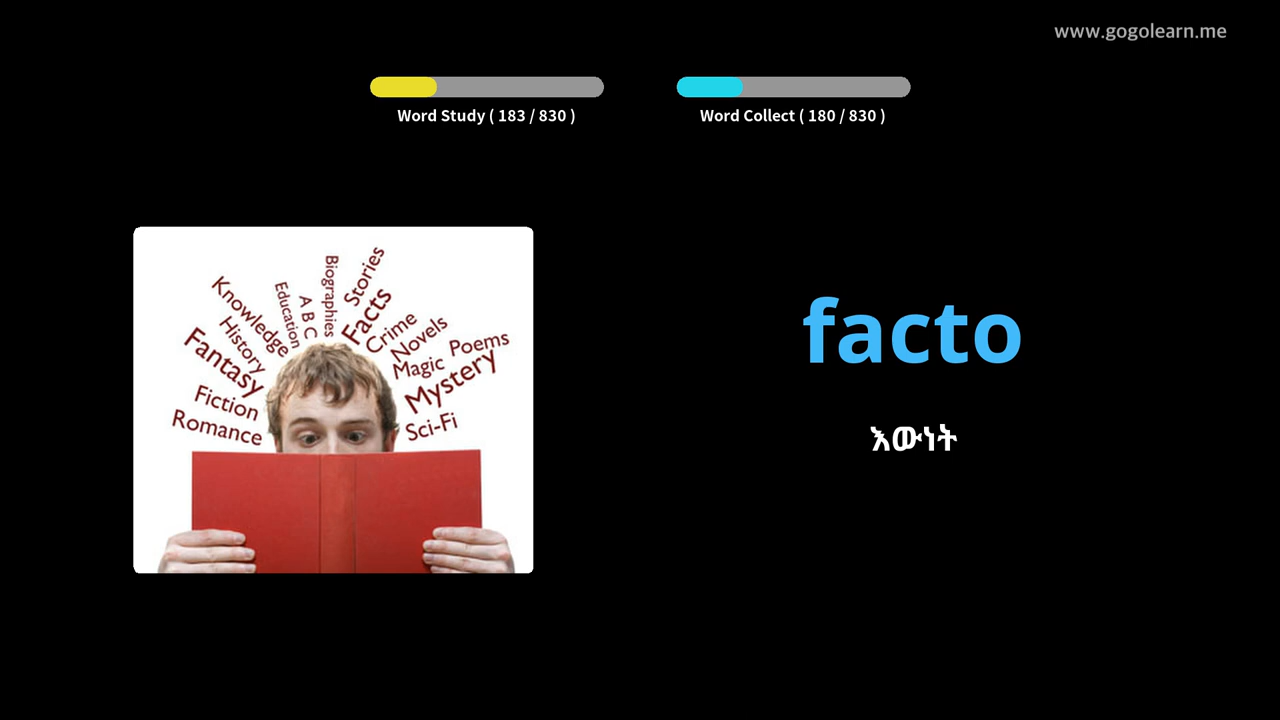 www.gogolearn.me
Word Study ( 183 / 830 )
Word Collect ( 180 / 830 )
Biographies
Stories
Education
A B C
Facts
Knowledge
Crime
History
Novels
Fantasy
Magic
Poems
Mystery
Fiction
Romance
Sci-Fi
facto
እውነት